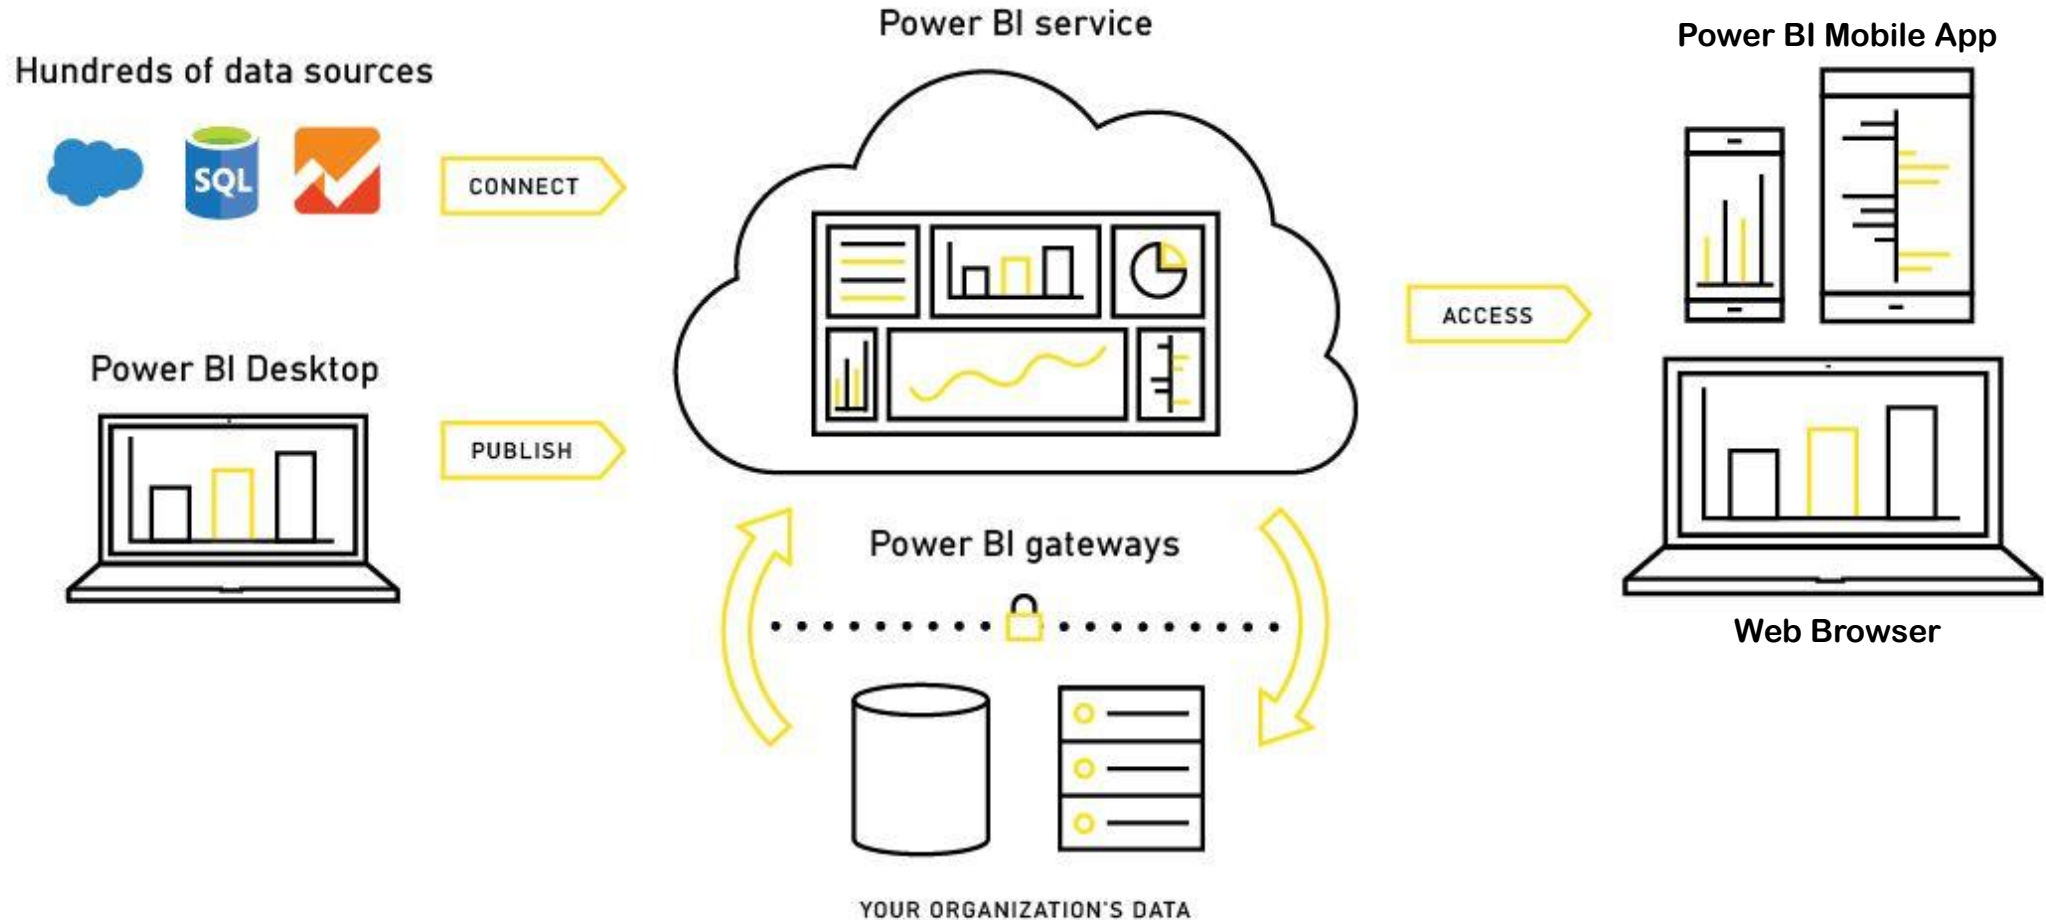 Power BI service
Power BI Mobile App
Hundreds of data sources
SQL
CONNECT
ACCESS
Power BI Desktop
PUBLISH
Power BI gateways
Web Browser
YOUR ORGANIZATION'S DATA